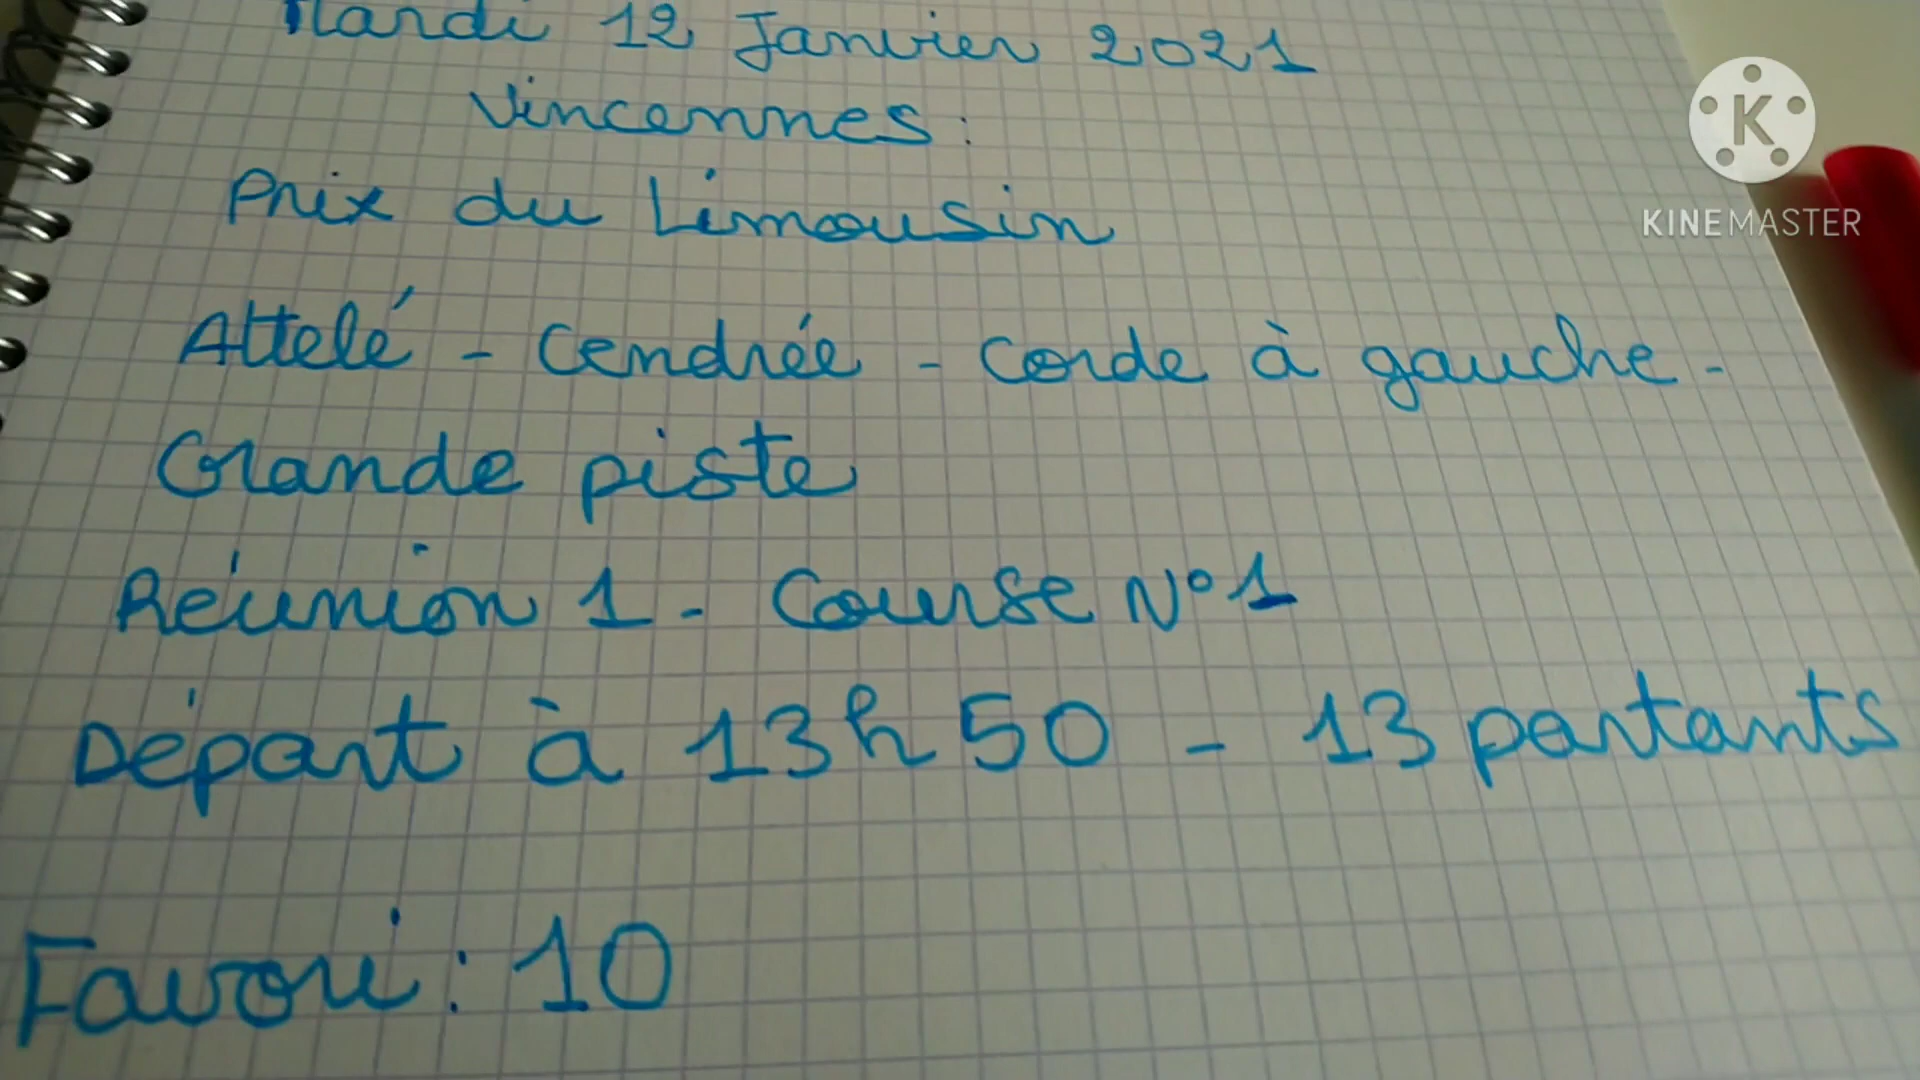 Mardi 12 Janvier 2021
Vincennes :
Prix du Limousin
Attelé - Cendrée - Corde à gauche -
Grande piste
Réunion 1 - Course N°1
Départ à 13h50 - 13 partants
Favori : 10
K
KINEMASTER